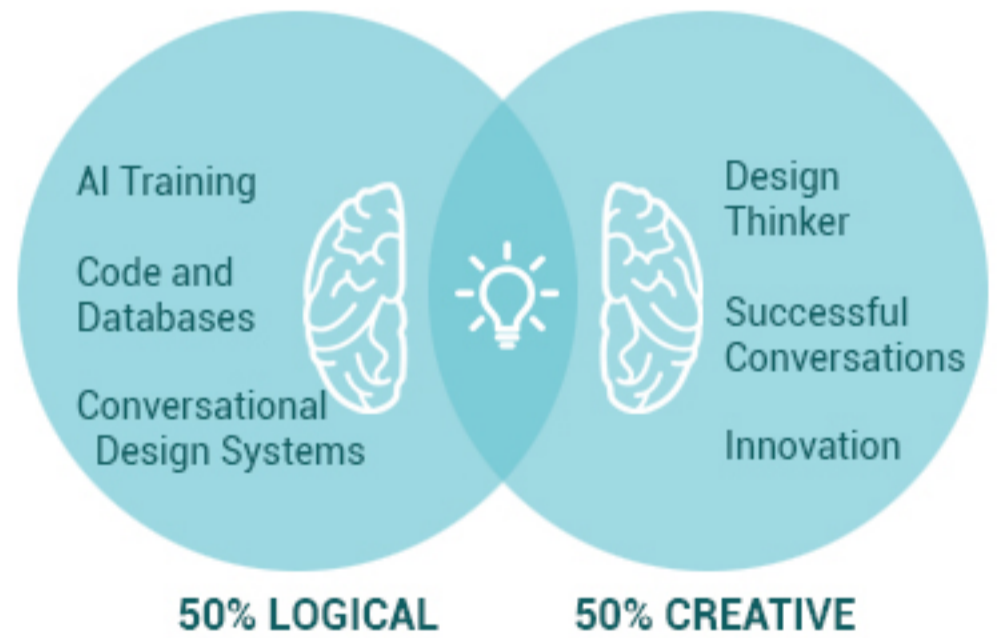 AI Training
Code and
Databases
Conversational
Design Systems
50% LOGICAL
Design
Thinker
Successful
Conversations
Innovation
50% CREATIVE